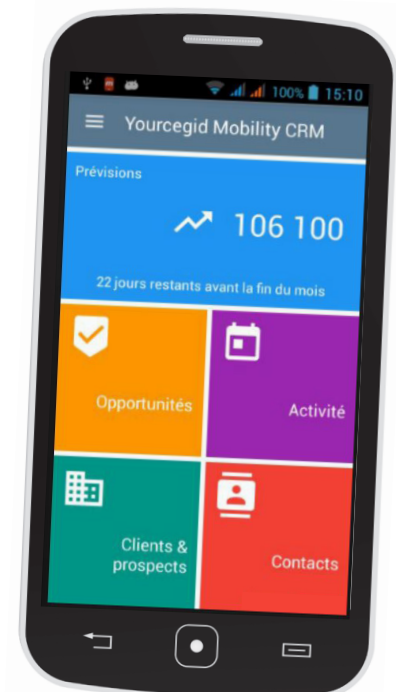 100% 15:10
Yourcegid Mobility CRM
Prévisions
106 100
22 jours restants avant la fin du mois
Opportunités
Activité
Clients &
prospects
Contacts